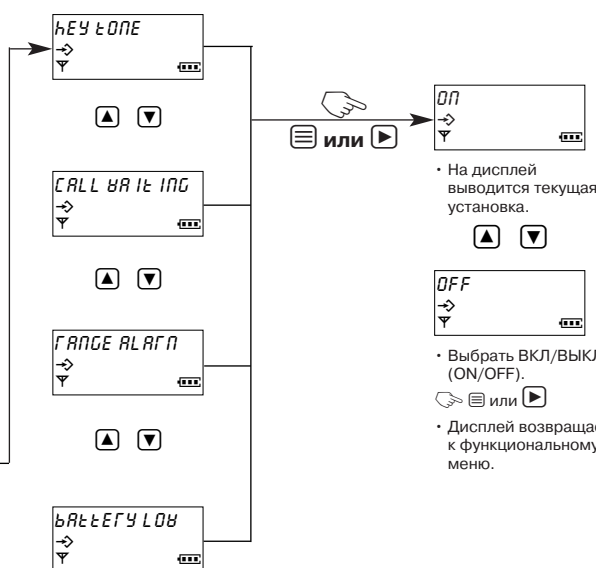 KEY TONE
или
ON
• На дисплей
выводится текущая
установка.
CALL WAITING
OFF
RANGE ALARM
• Выбрать ВКЛ/ВЫКЛ
(ON/OFF).
или
• Дисплей возвращае
к функциональному
меню.
BATTERY LOW